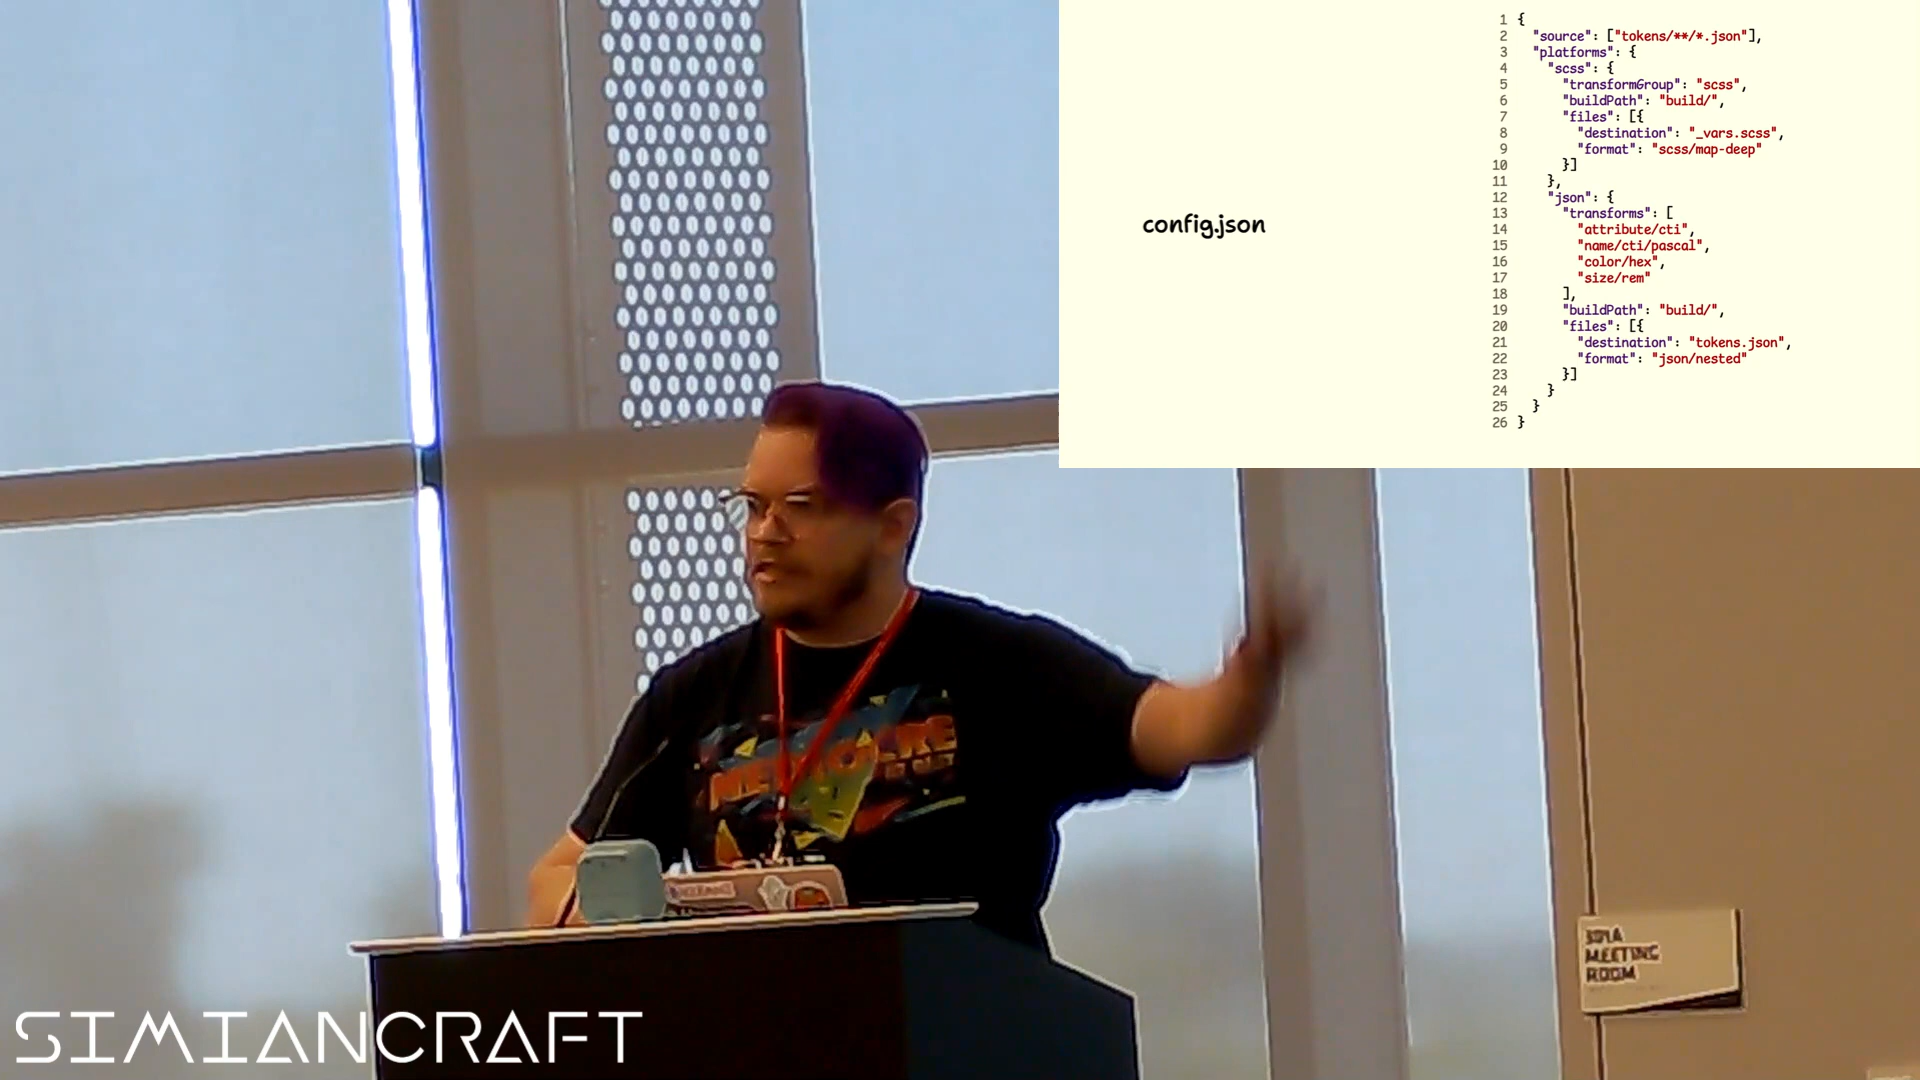 config.json
1 {
2 "source": ["tokens/**/*.json"],
3 "platforms": {
4 "scss": {
5 "transformGroup": "scss",
6 "buildPath": "build/",
7 "files": [{
8 "destination": "_vars.scss",
9 "format": "scss/map-deep"
10 }]
11 },
12 "json": {
13 "transforms": [
14 "attribute/cti",
15 "name/cti/pascal",
16 "color/hex",
17 "size/rem"
18 ],
19 "buildPath": "build/",
20 "files": [{
21 "destination": "tokens.json",
22 "format": "json/nested"
23 }]
24 }
25 }
26 }
301A
MEETING
ROOM
SIMIANCRAFT